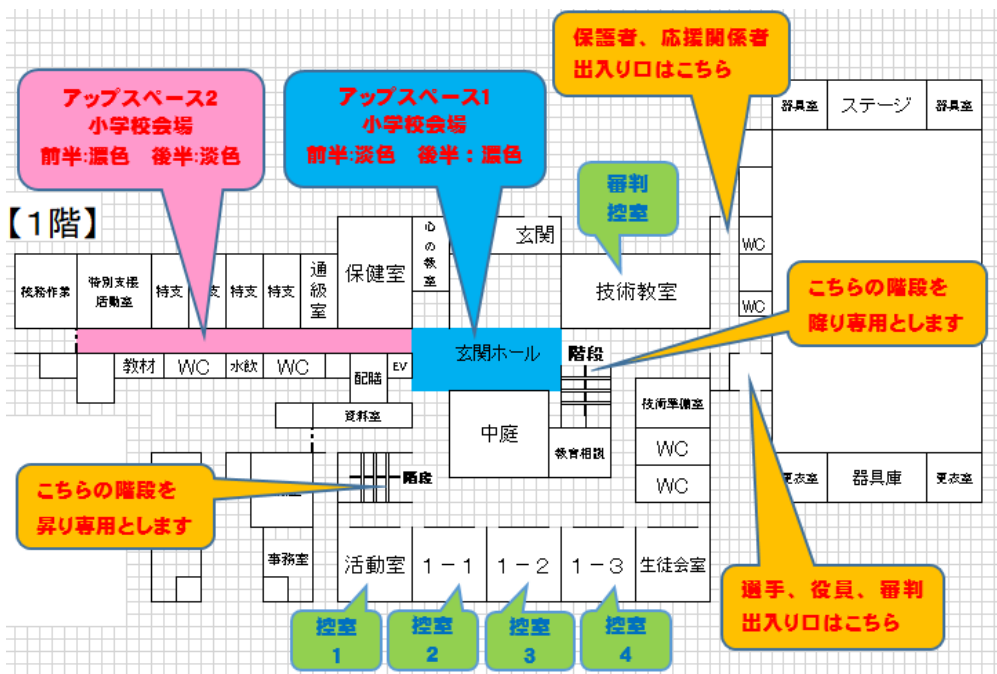 保護者、応援関係者
出入り口はこちら
アップスペース2
小学校会場
前半:濃色 後半:淡色
アップスペース1
小学校会場
前半:淡色 後半：濃色
器具室
ステージ
器具室
審判
控室
【１階】
心の教室
玄関
WC
校務作業
特別支援
活動室
特支
支
特支
特支
通級室
保健室
技術教室
WC
こちらの階段を
降り専用とします
玄関ホール
階段
教材
WC
水飲
WC
配膳
EV
資料室
中庭
教育相談
技術準備室
WC
WC
階段
こちらの階段を
昇り専用とします
更衣室
器具庫
更衣室
事務室
活動室
１－１
１－２
１－３
生徒会室
選手、役員、審判
出入り口はこちら
控室
1
控室
2
控室
3
控室
4